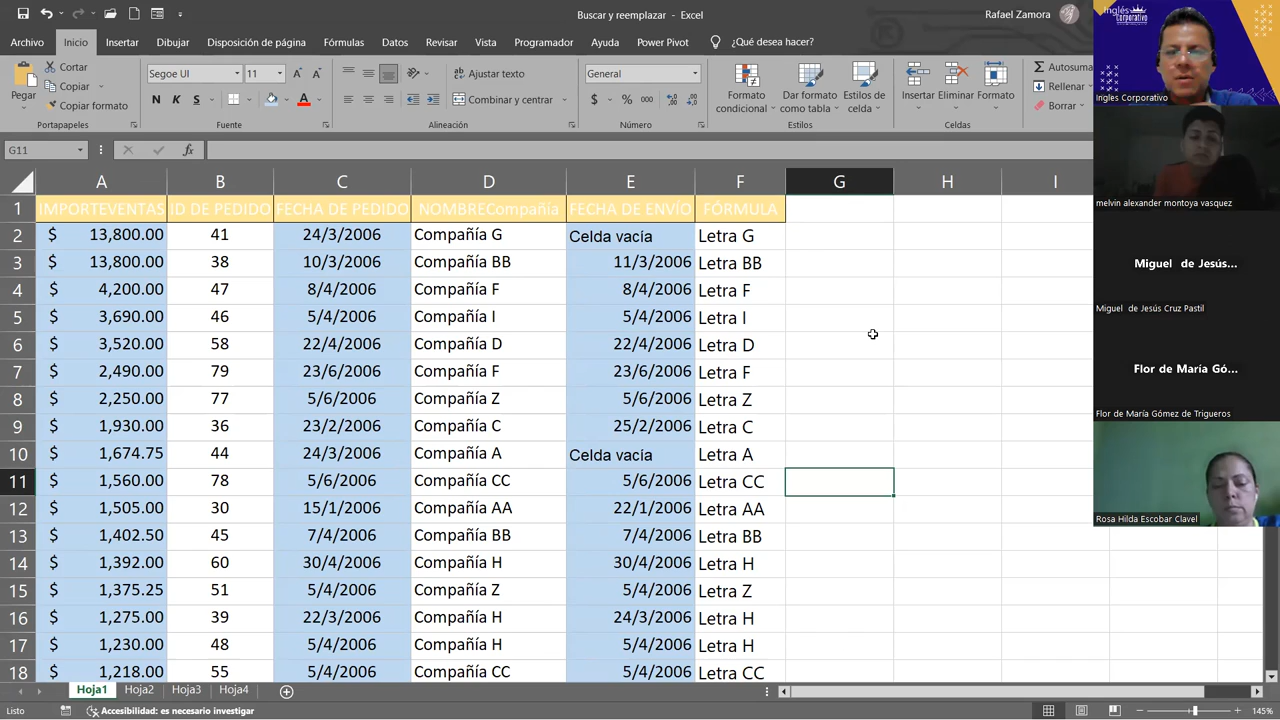 Buscar y reemplazar - Excel
Rafael Zamora
Archivo Inicio Insertar Dibujar Disposición de página Fórmulas Datos Revisar Vista Programador Ayuda Power Pivot ¿Qué desea hacer?
Pegar
Cortar
Copiar
Copiar formato
Portapapeles
Segoe UI 11
N K S
Fuente
Ajustar texto
Combinar y centrar
Alineación
General
$ % 000
Número
Formato condicional
Dar formato como tabla
Estilos de celda
Estilos
Insertar Eliminar Formato
Celdas
Autosuma
Rellenar
Borrar
G11
fx
A B C D E F G H I
1 IMPORTEVENTAS ID DE PEDIDO FECHA DE PEDIDO NOMBRECompañía FECHA DE ENVÍO FÓRMULA
2 $ 13,800.00 41 24/3/2006 Compañía G Celda vacía Letra G
3 $ 13,800.00 38 10/3/2006 Compañía BB 11/3/2006 Letra BB
4 $ 4,200.00 47 8/4/2006 Compañía F 8/4/2006 Letra F
5 $ 3,690.00 46 5/4/2006 Compañía I 5/4/2006 Letra I
6 $ 3,520.00 58 22/4/2006 Compañía D 22/4/2006 Letra D
7 $ 2,490.00 79 23/6/2006 Compañía F 23/6/2006 Letra F
8 $ 2,250.00 77 5/6/2006 Compañía Z 5/6/2006 Letra Z
9 $ 1,930.00 36 23/2/2006 Compañía C 25/2/2006 Letra C
10 $ 1,674.75 44 24/3/2006 Compañía A Celda vacía Letra A
11 $ 1,560.00 78 5/6/2006 Compañía CC 5/6/2006 Letra CC
12 $ 1,505.00 30 15/1/2006 Compañía AA 22/1/2006 Letra AA
13 $ 1,402.50 45 7/4/2006 Compañía BB 7/4/2006 Letra BB
14 $ 1,392.00 60 30/4/2006 Compañía H 30/4/2006 Letra H
15 $ 1,375.25 51 5/4/2006 Compañía Z 5/4/2006 Letra Z
16 $ 1,275.00 39 22/3/2006 Compañía H 24/3/2006 Letra H
17 $ 1,230.00 48 5/4/2006 Compañía H 5/4/2006 Letra H
18 $ 1,218.00 55 5/4/2006 Compañía CC 5/4/2006 Letra CC
Hoja1 Hoja2 Hoja3 Hoja4
Listo Accesibilidad: es necesario investigar 145%
Inglés Corporativo
Ingles Corporativo
melvin alexander montoya vasquez
Miguel de Jesús...
Miguel de Jesús Cruz Pastil
Flor de María Gó...
Flor de María Gómez de Trigueros
Rosa Hilda Escobar Clavel